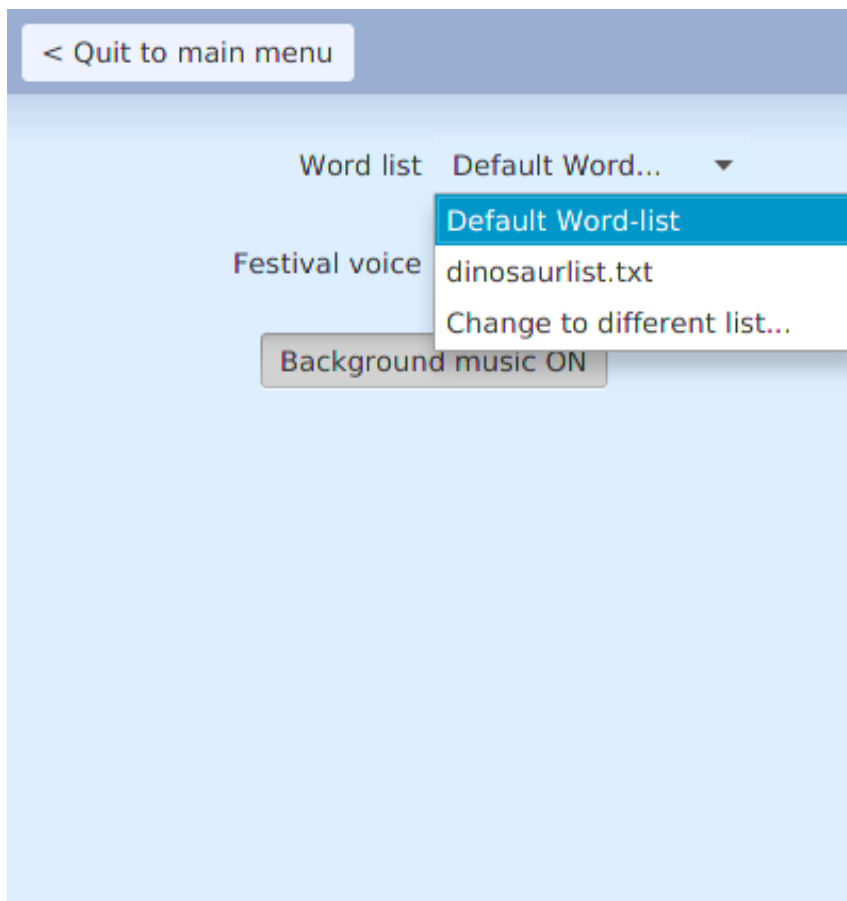 < Quit to main menu
Word list Default Word...
Default Word-list
Festival voice
dinosaurlist.txt
Change to different list...
Background music ON